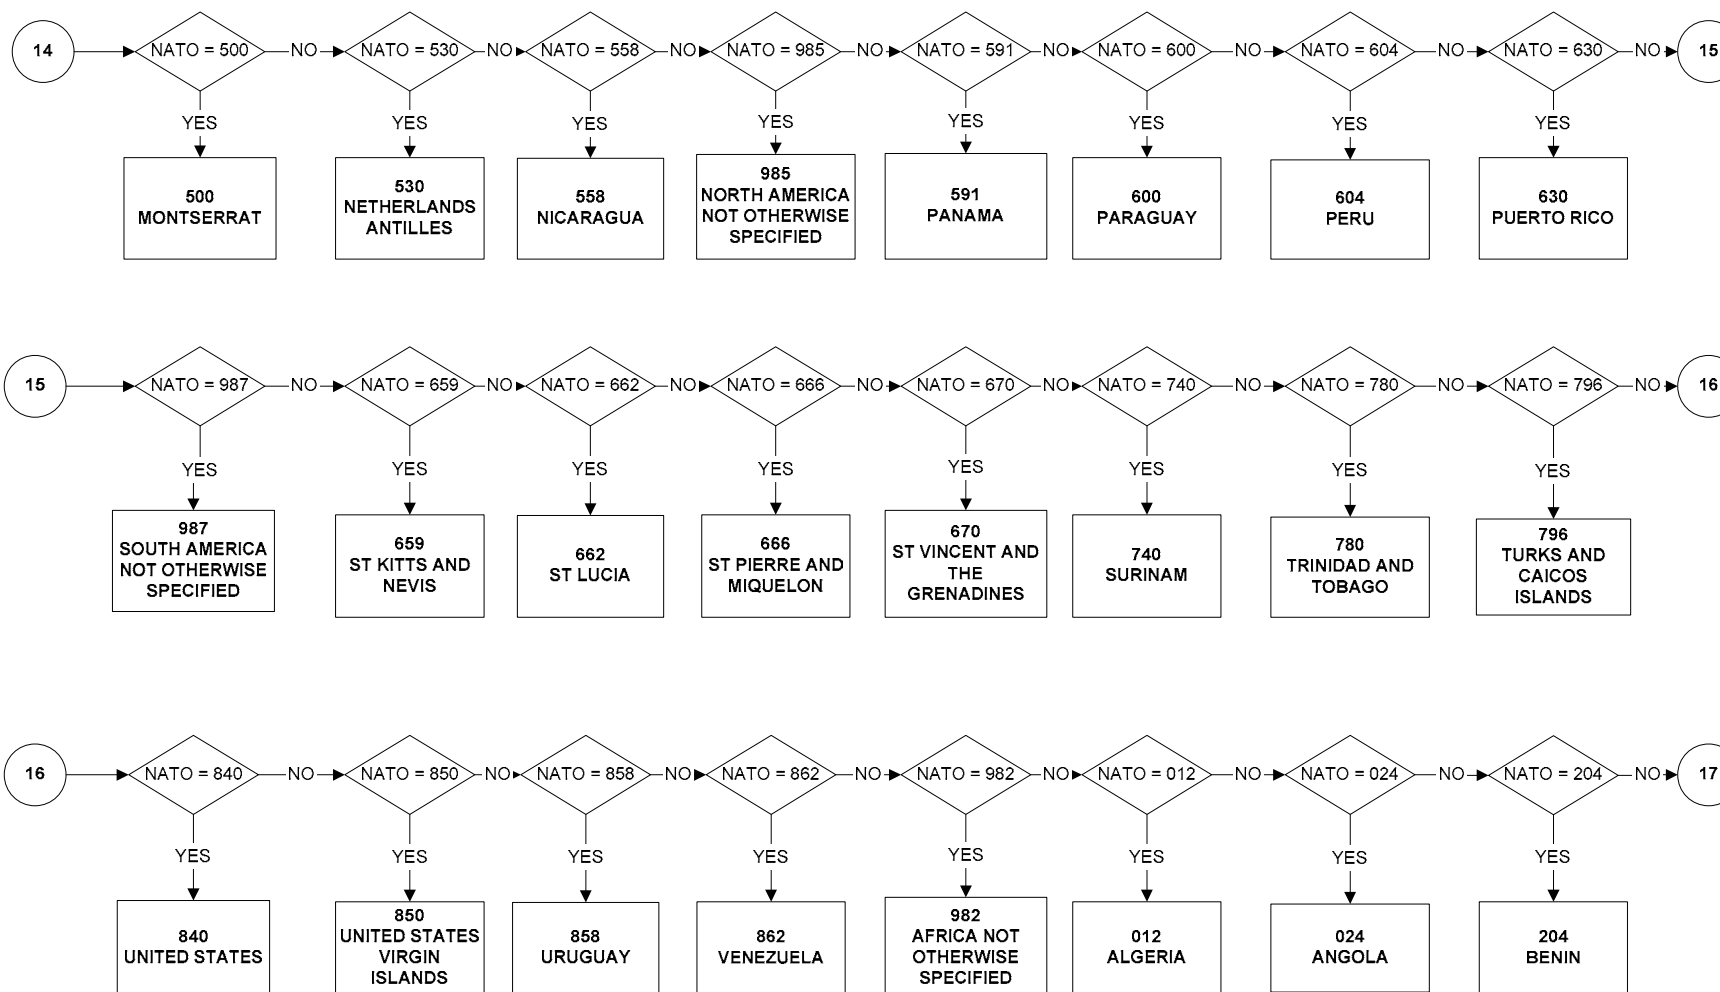 14
NATO = 500
NO
NATO = 530
NO
NATO = 558
NO
NATO = 985
NO
NATO = 591
NO
NATO = 600
NO
NATO = 604
NO
NATO = 630
NO
15
YES
YES
YES
YES
YES
YES
YES
YES
500
MONTSERRAT
530
NETHERLANDS
ANTILLES
558
NICARAGUA
985
NORTH AMERICA
NOT OTHERWISE
SPECIFIED
591
PANAMA
600
PARAGUAY
604
PERU
630
PUERTO RICO
15
NATO = 987
NO
NATO = 659
NO
NATO = 662
NO
NATO = 666
NO
NATO = 670
NO
NATO = 740
NO
NATO = 780
NO
NATO = 796
NO
16
YES
YES
YES
YES
YES
YES
YES
YES
987
SOUTH AMERICA
NOT OTHERWISE
SPECIFIED
659
ST KITTS AND
NEVIS
662
ST LUCIA
666
ST PIERRE AND
MIQUELON
670
ST VINCENT AND
THE
GRENADINES
740
SURINAM
780
TRINIDAD AND
TOBAGO
796
TURKS AND
CAICOS
ISLANDS
16
NATO = 840
NO
NATO = 850
NO
NATO = 858
NO
NATO = 862
NO
NATO = 982
NO
NATO = 012
NO
NATO = 024
NO
NATO = 204
NO
17
YES
YES
YES
YES
YES
YES
YES
YES
840
UNITED STATES
850
UNITED STATES
VIRGIN
ISLANDS
858
URUGUAY
862
VENEZUELA
982
AFRICA NOT
OTHERWISE
SPECIFIED
012
ALGERIA
024
ANGOLA
204
BENIN